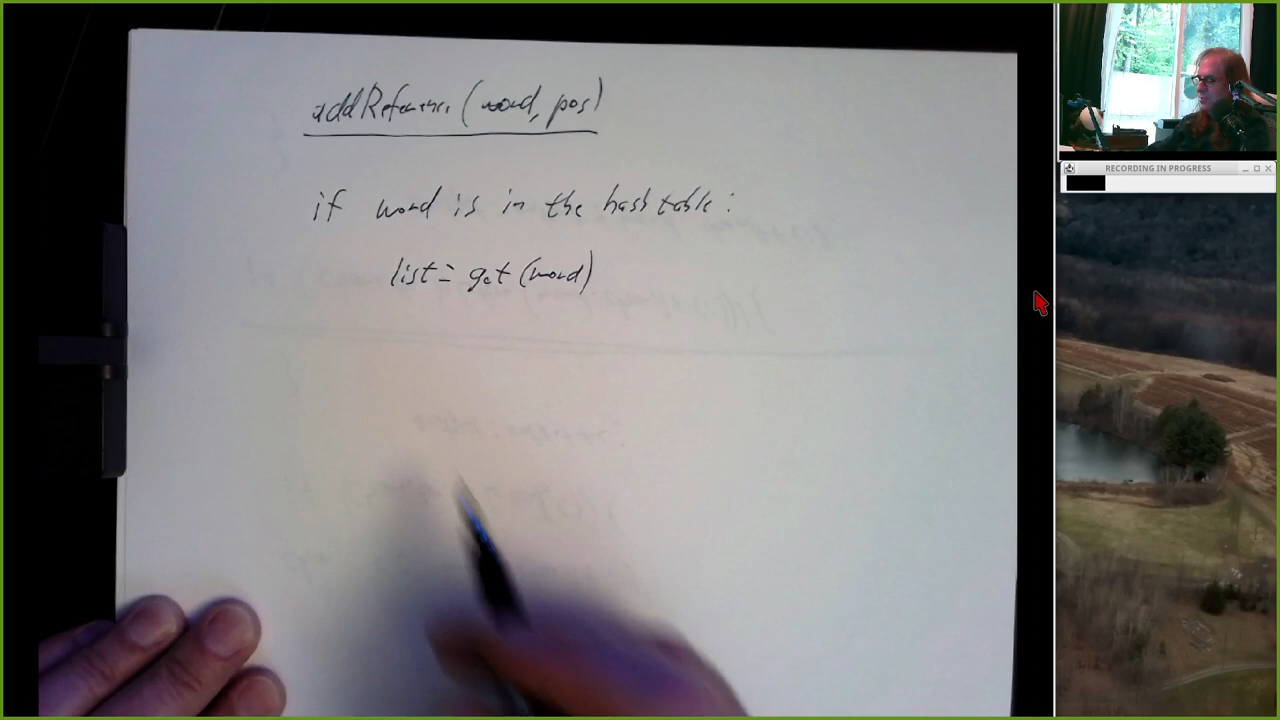 addReference(word, pos)
RECORDING IN PROGRESS
if word is in the hash table:
list = get(word)